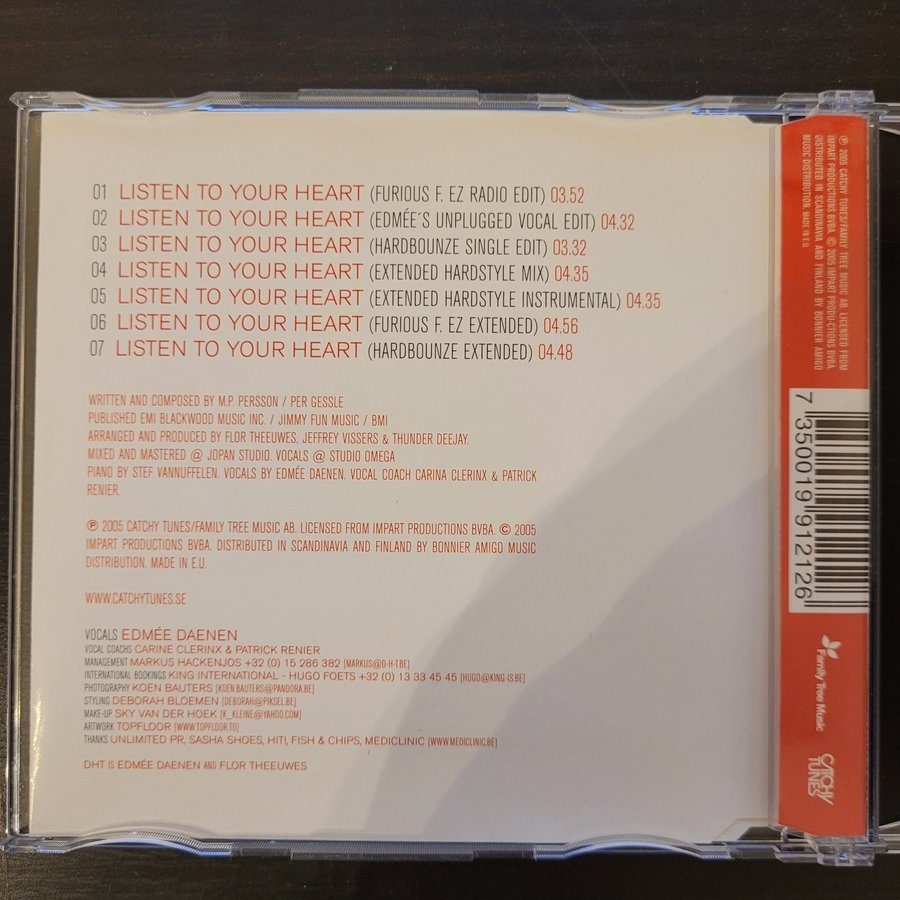 01 LISTEN TO YOUR HEART (FURIOUS F. EZ RADIO EDIT) 03.52
02 LISTEN TO YOUR HEART (EDMÉE´S UNPLUGGED VOCAL EDIT) 04.32
03 LISTEN TO YOUR HEART (HARDBOUNZE SINGLE EDIT) 03.32
04 LISTEN TO YOUR HEART (EXTENDED HARDSTYLE MIX) 04.35
05 LISTEN TO YOUR HEART (EXTENDED HARDSTYLE INSTRUMENTAL) 04.35
06 LISTEN TO YOUR HEART (FURIOUS F. EZ EXTENDED) 04.56
07 LISTEN TO YOUR HEART (HARDBOUNZE EXTENDED) 04.48
WRITTEN AND COMPOSED BY M.P. PERSSON / PER GESSLE
PUBLISHED EMI BLACKWOOD MUSIC INC. / JIMMY FUN MUSIC / BMI
ARRANGED AND PRODUCED BY FLOR THEEUWES, JEFFREY VISSERS & THUNDER DEEJAY.
MIXED AND MASTERED @ JOPAN STUDIO. VOCALS @ STUDIO OMEGA
PIANO BY STEF VANNUFFELEN. VOCALS BY EDMÉE DAENEN. VOCAL COACH CARINA CLERINX & PATRICK
RENIER.
℗ 2005 CATCHY TUNES/FAMILY TREE MUSIC AB. LICENSED FROM IMPART PRODUCTIONS BVBA. © 2005
IMPART PRODUCTIONS BVBA. DISTRIBUTED IN SCANDINAVIA AND FINLAND BY BONNIER AMIGO MUSIC
DISTRIBUTION. MADE IN E.U.
WWW.CATCHYTUNES.SE
VOCALS EDMÉE DAENEN
VOCAL COACHS CARINE CLERINX & PATRICK RENIER
MANAGEMENT MARKUS HACKENJOS +32 (0) 15 286 382 [MARKUS@D-H-T.BE]
INTERNATIONAL BOOKINGS KING INTERNATIONAL - HUGO FOETS +32 (0) 13 33 45 45 [HUGO@KING-IS.BE]
PHOTOGRAPHY KOEN BAUTERS [KOEN.BAUTERS@PANDORA.BE]
STYLING DEBORAH BLOEMEN [DEBORAH@PIKSEL.BE]
MAKE-UP SKY VAN DER HOEK [K_KLEINE@YAHOO.COM]
ARTWORK TOPFLOOR [WWW.TOPFLOOR.TO]
THANKS UNLIMITED PR, SASHA SHOES, HIT!, FISH & CHIPS, MEDICLINIC [WWW.MEDICLINIC.BE]
DHT IS EDMÉE DAENEN AND FLOR THEEUWES
℗ 2005 CATCHY TUNES/FAMILY TREE MUSIC AB. LICENSED FROM
IMPART PRODUCTIONS BVBA. © 2005 IMPART PRODU-CTIONS BVBA.
DISTRIBUTED IN SCANDINAVIA AND FINLAND BY BONNIER AMIGO
MUSIC DISTRIBUTION. MADE IN E.U.
7 350019 912126
Family Tree Music
CATCHY
TUNES